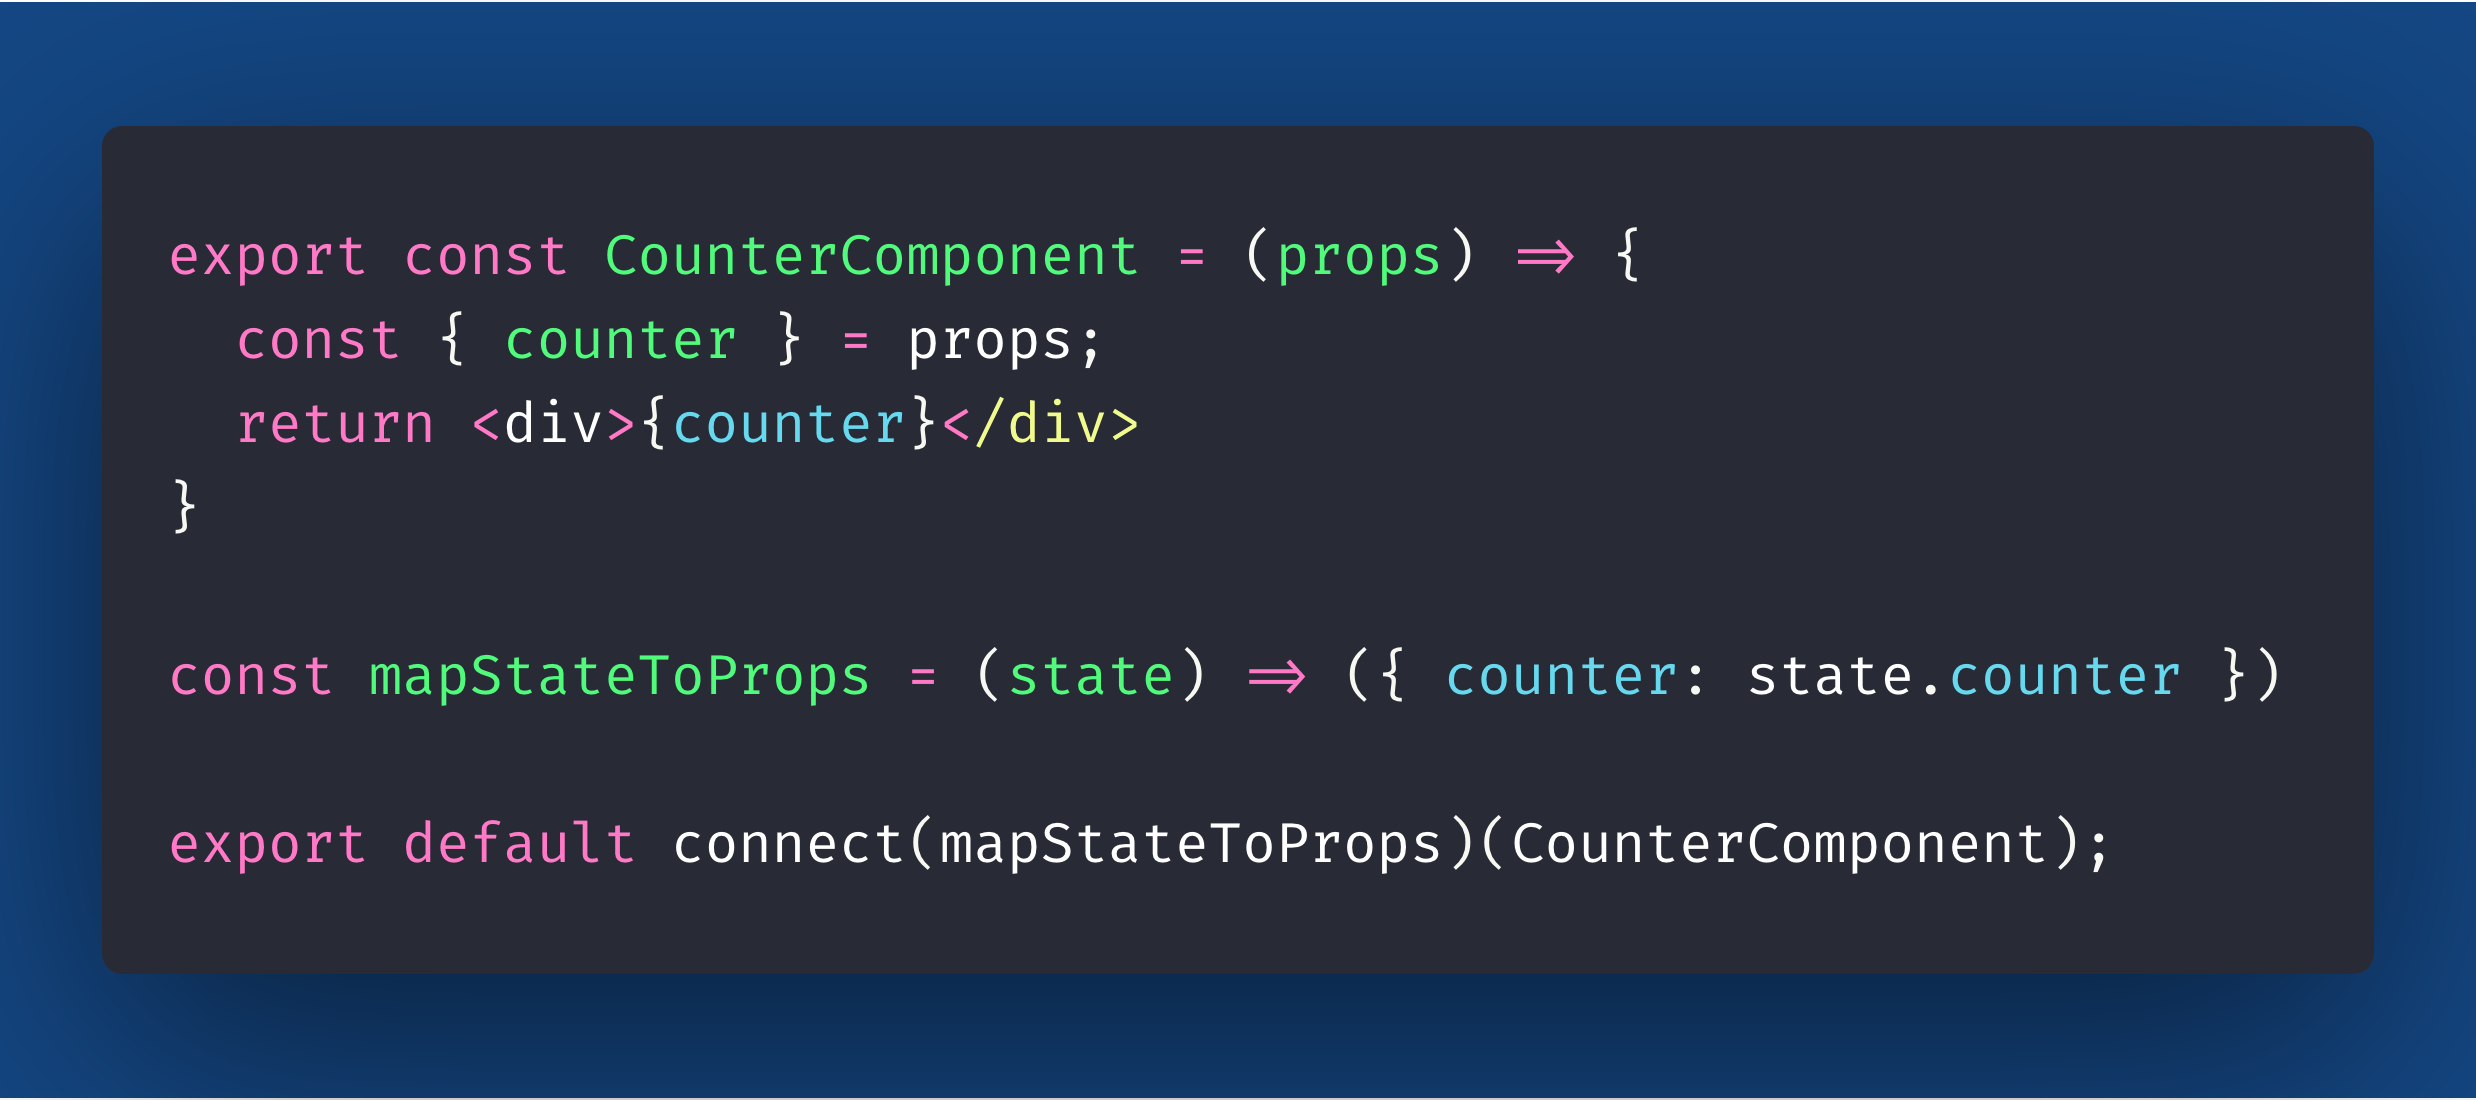 export const CounterComponent = (props) => {
  const { counter } = props;
  return <div>{counter}</div>
}

const mapStateToProps = (state) => ({ counter: state.counter })

export default connect(mapStateToProps)(CounterComponent);